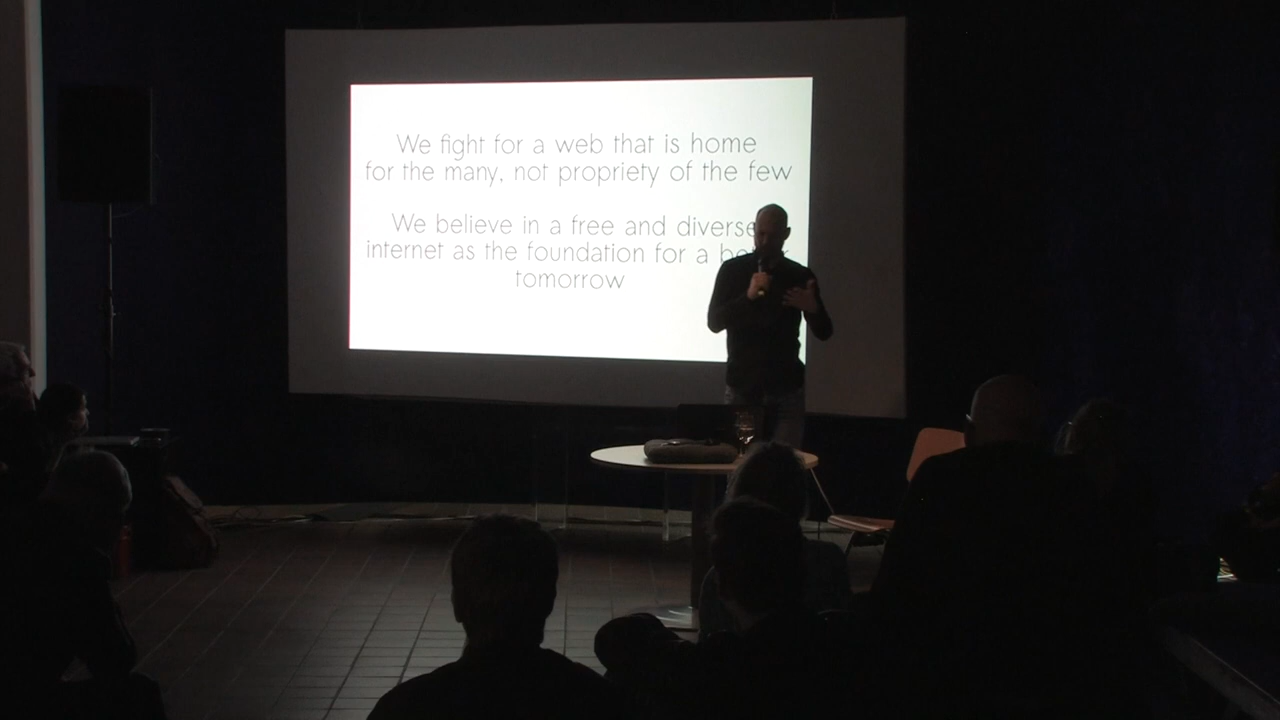 We fight for a web that is home
for the many, not propriety of the few
We believe in a free and diverse
internet as the foundation for a
tomorrow